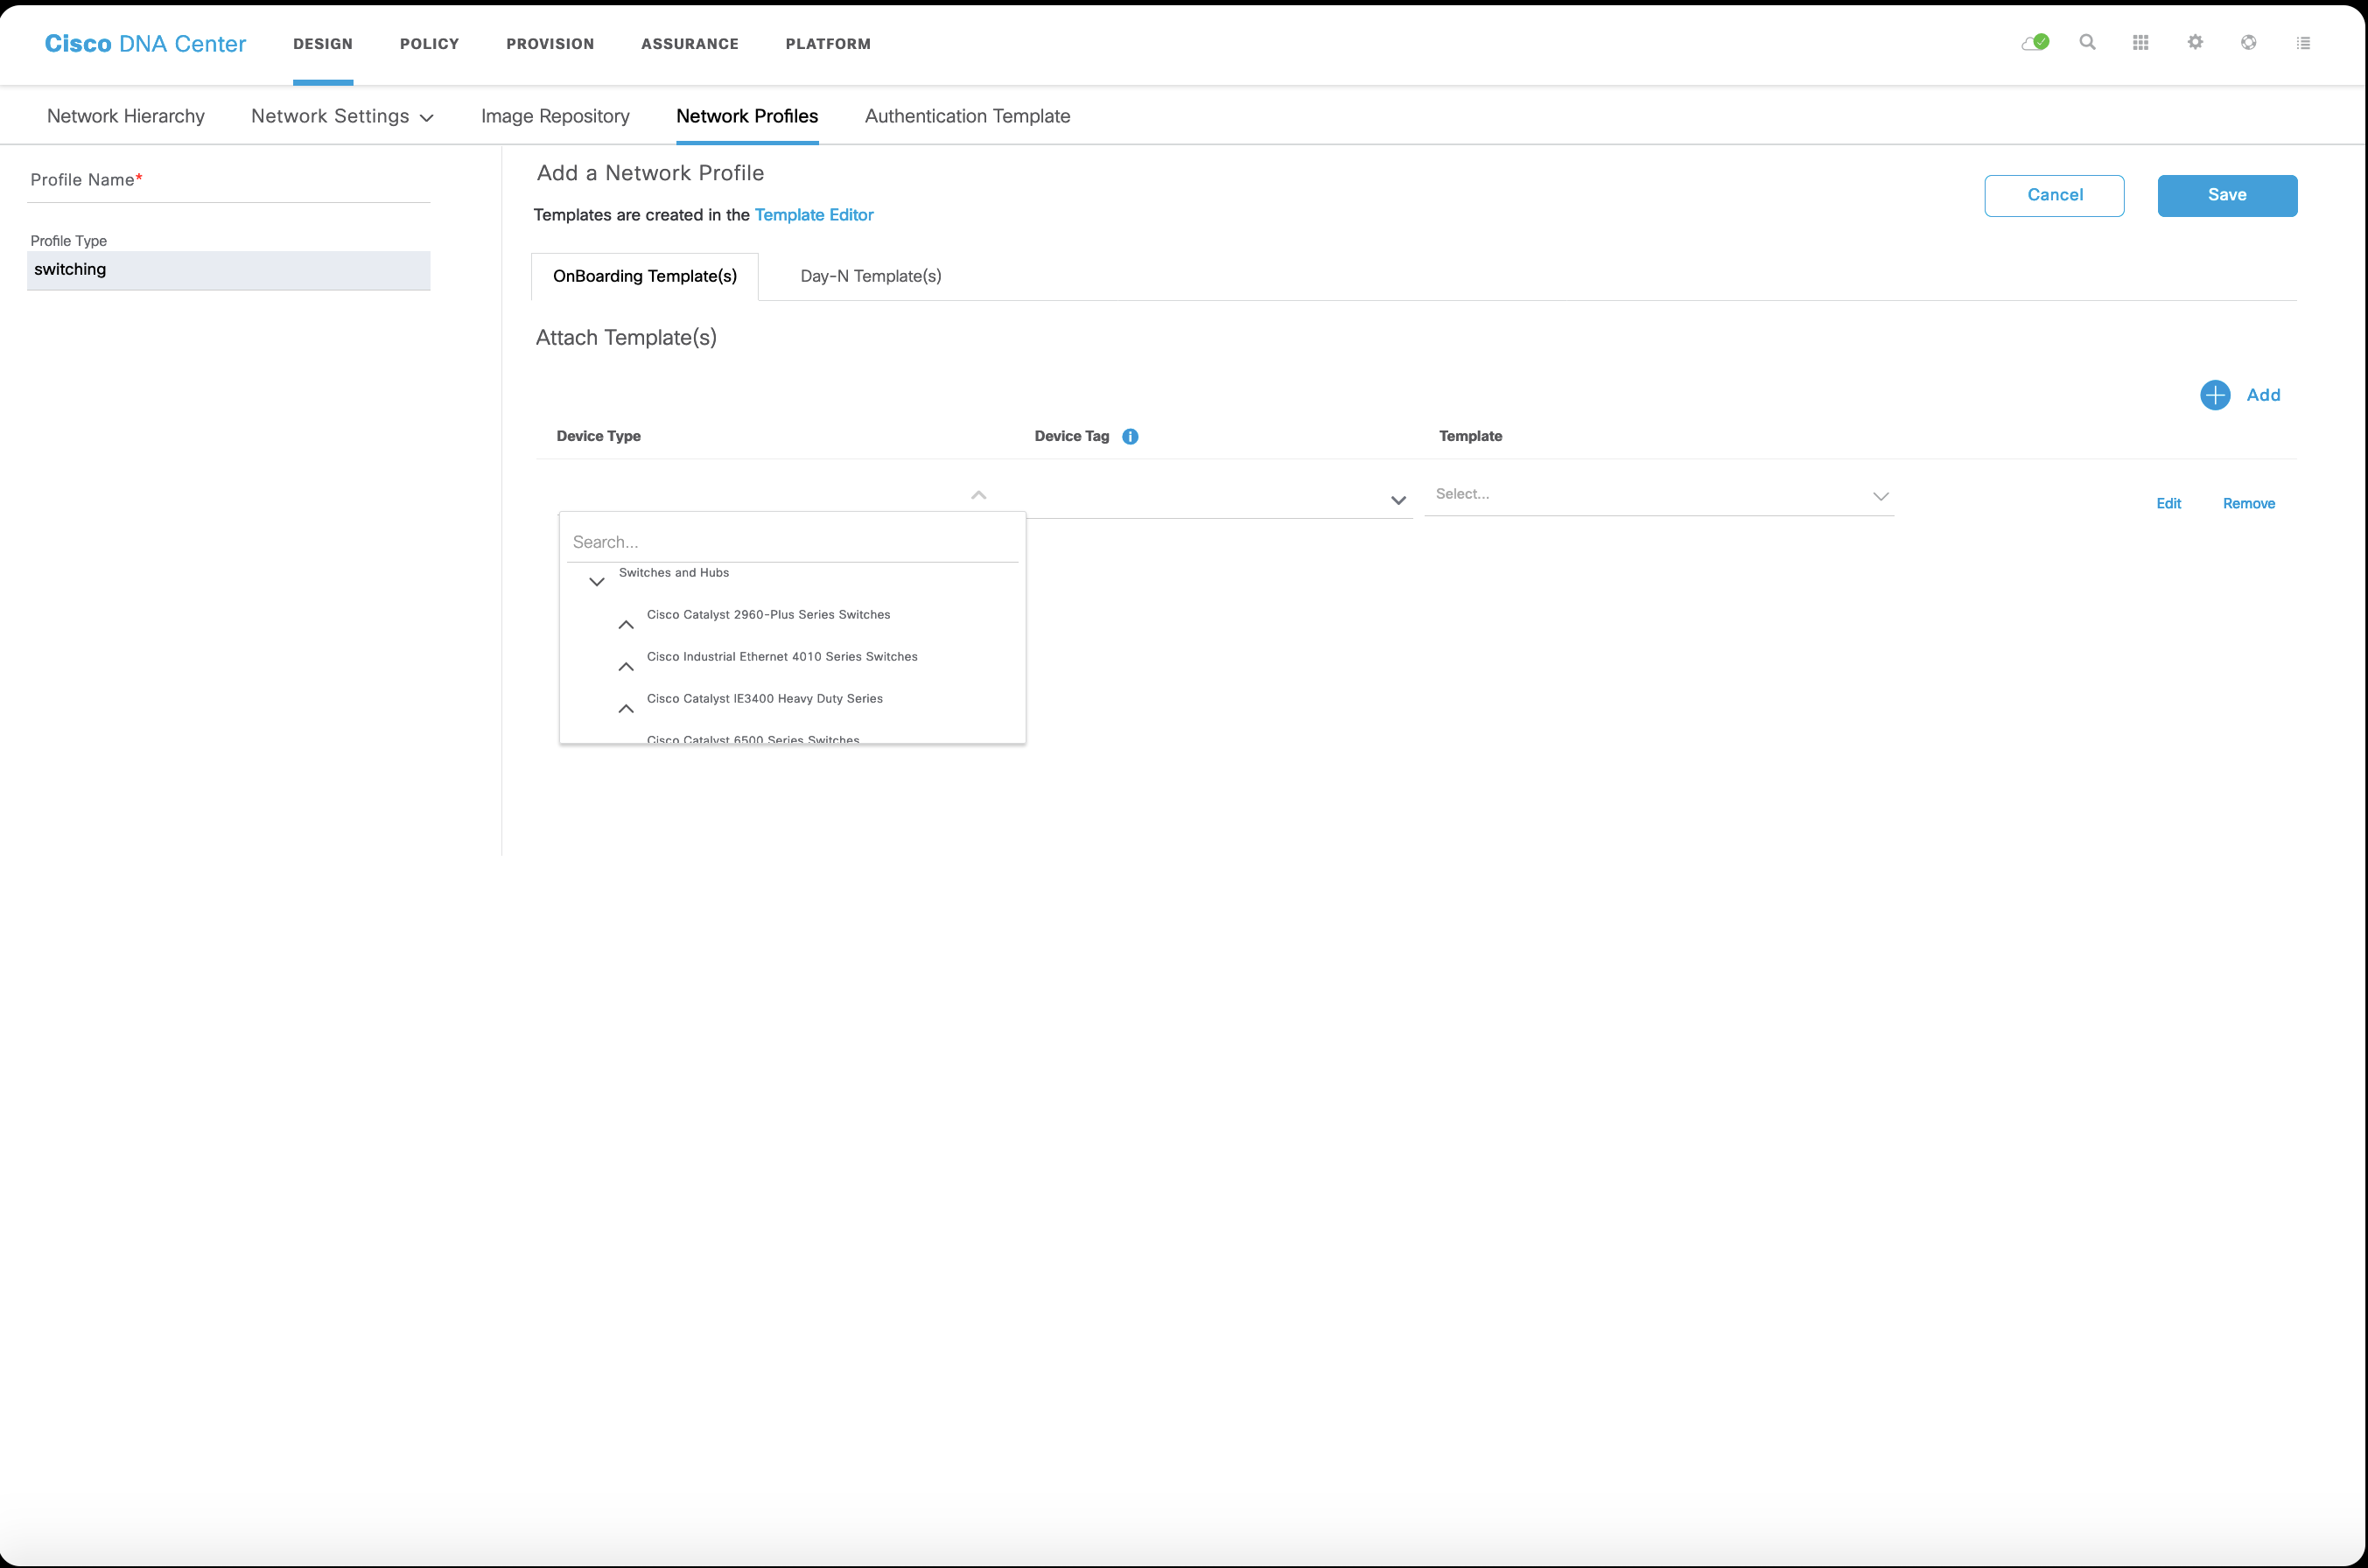 Cisco DNA Center DESIGN POLICY PROVISION ASSURANCE PLATFORM
Network Hierarchy Network Settings Image Repository Network Profiles Authentication Template
Profile Name*
Profile Type
switching
Add a Network Profile
Templates are created in the Template Editor
Cancel Save
OnBoarding Template(s) Day-N Template(s)
Attach Template(s)
Add
Device Type Device Tag Template
Select...
Edit Remove
Search...
Switches and Hubs
Cisco Catalyst 2960-Plus Series Switches
Cisco Industrial Ethernet 4010 Series Switches
Cisco Catalyst IE3400 Heavy Duty Series
Cisco Catalyst 6500 Series Switches